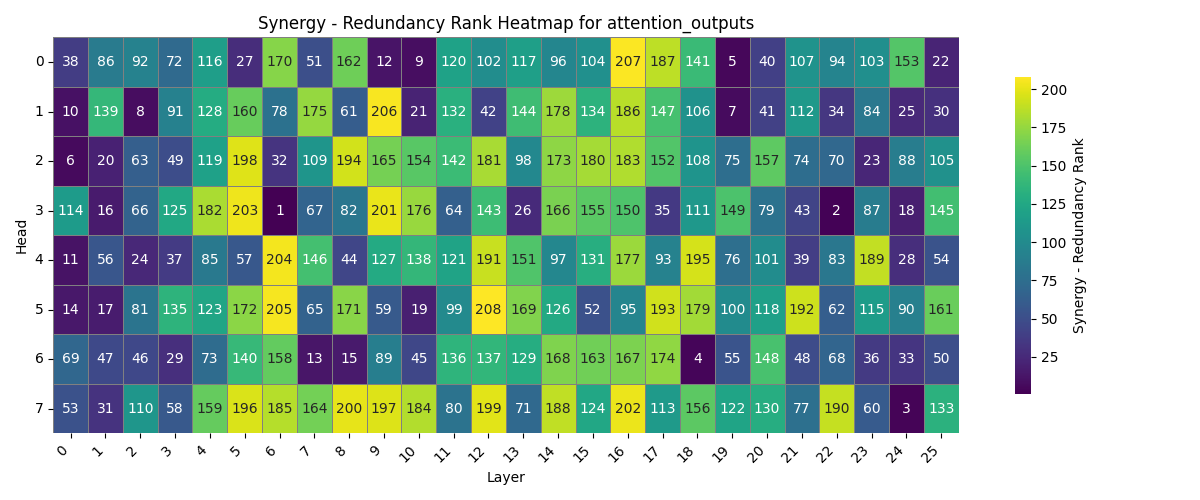 Synergy - Redundancy Rank Heatmap for attention_outputs
0 38 86 92 72 116 27 170 51 162 12 9 120 102 117 96 104 207 187 141 5 40 107 94 103 153 22
1 10 139 8 91 128 160 78 175 61 206 21 132 42 144 178 134 186 147 106 7 41 112 34 84 25 30
2 6 20 63 49 119 198 32 109 194 165 154 142 181 98 173 180 183 152 108 75 157 74 70 23 88 105
3 114 16 66 125 182 203 1 67 82 201 176 64 143 26 166 155 150 35 111 149 79 43 2 87 18 145
4 11 56 24 37 85 57 204 146 44 127 138 121 191 151 97 131 177 93 195 76 101 39 83 189 28 54
5 14 17 81 135 123 172 205 65 171 59 19 99 208 169 126 52 95 193 179 100 118 192 62 115 90 161
6 69 47 46 29 73 140 158 13 15 89 45 136 137 129 168 163 167 174 4 55 148 48 68 36 33 50
7 53 31 110 58 159 196 185 164 200 197 184 80 199 71 188 124 202 113 156 122 130 77 190 60 3 133
Head
0 1 2 3 4 5 6 7 8 9 10 11 12 13 14 15 16 17 18 19 20 21 22 23 24 25
Layer
200
175
150
125
100
75
50
25
Synergy - Redundancy Rank